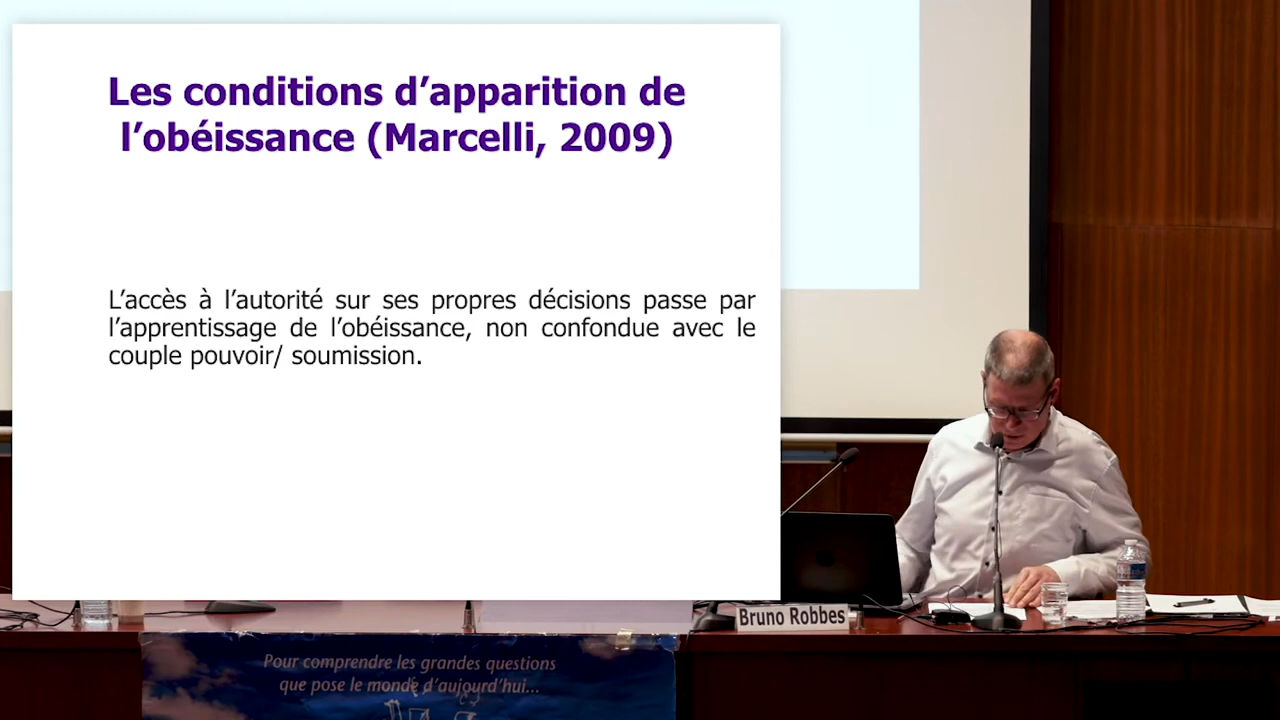 Les conditions d’apparition de
l’obéissance (Marcelli, 2009)
L’accès à l’autorité sur ses propres décisions passe par
l’apprentissage de l’obéissance, non confondue avec le
couple pouvoir/ soumission.
Bruno Robbes
Pour comprendre les grandes questions
que pose le monde d’aujourd’hui...